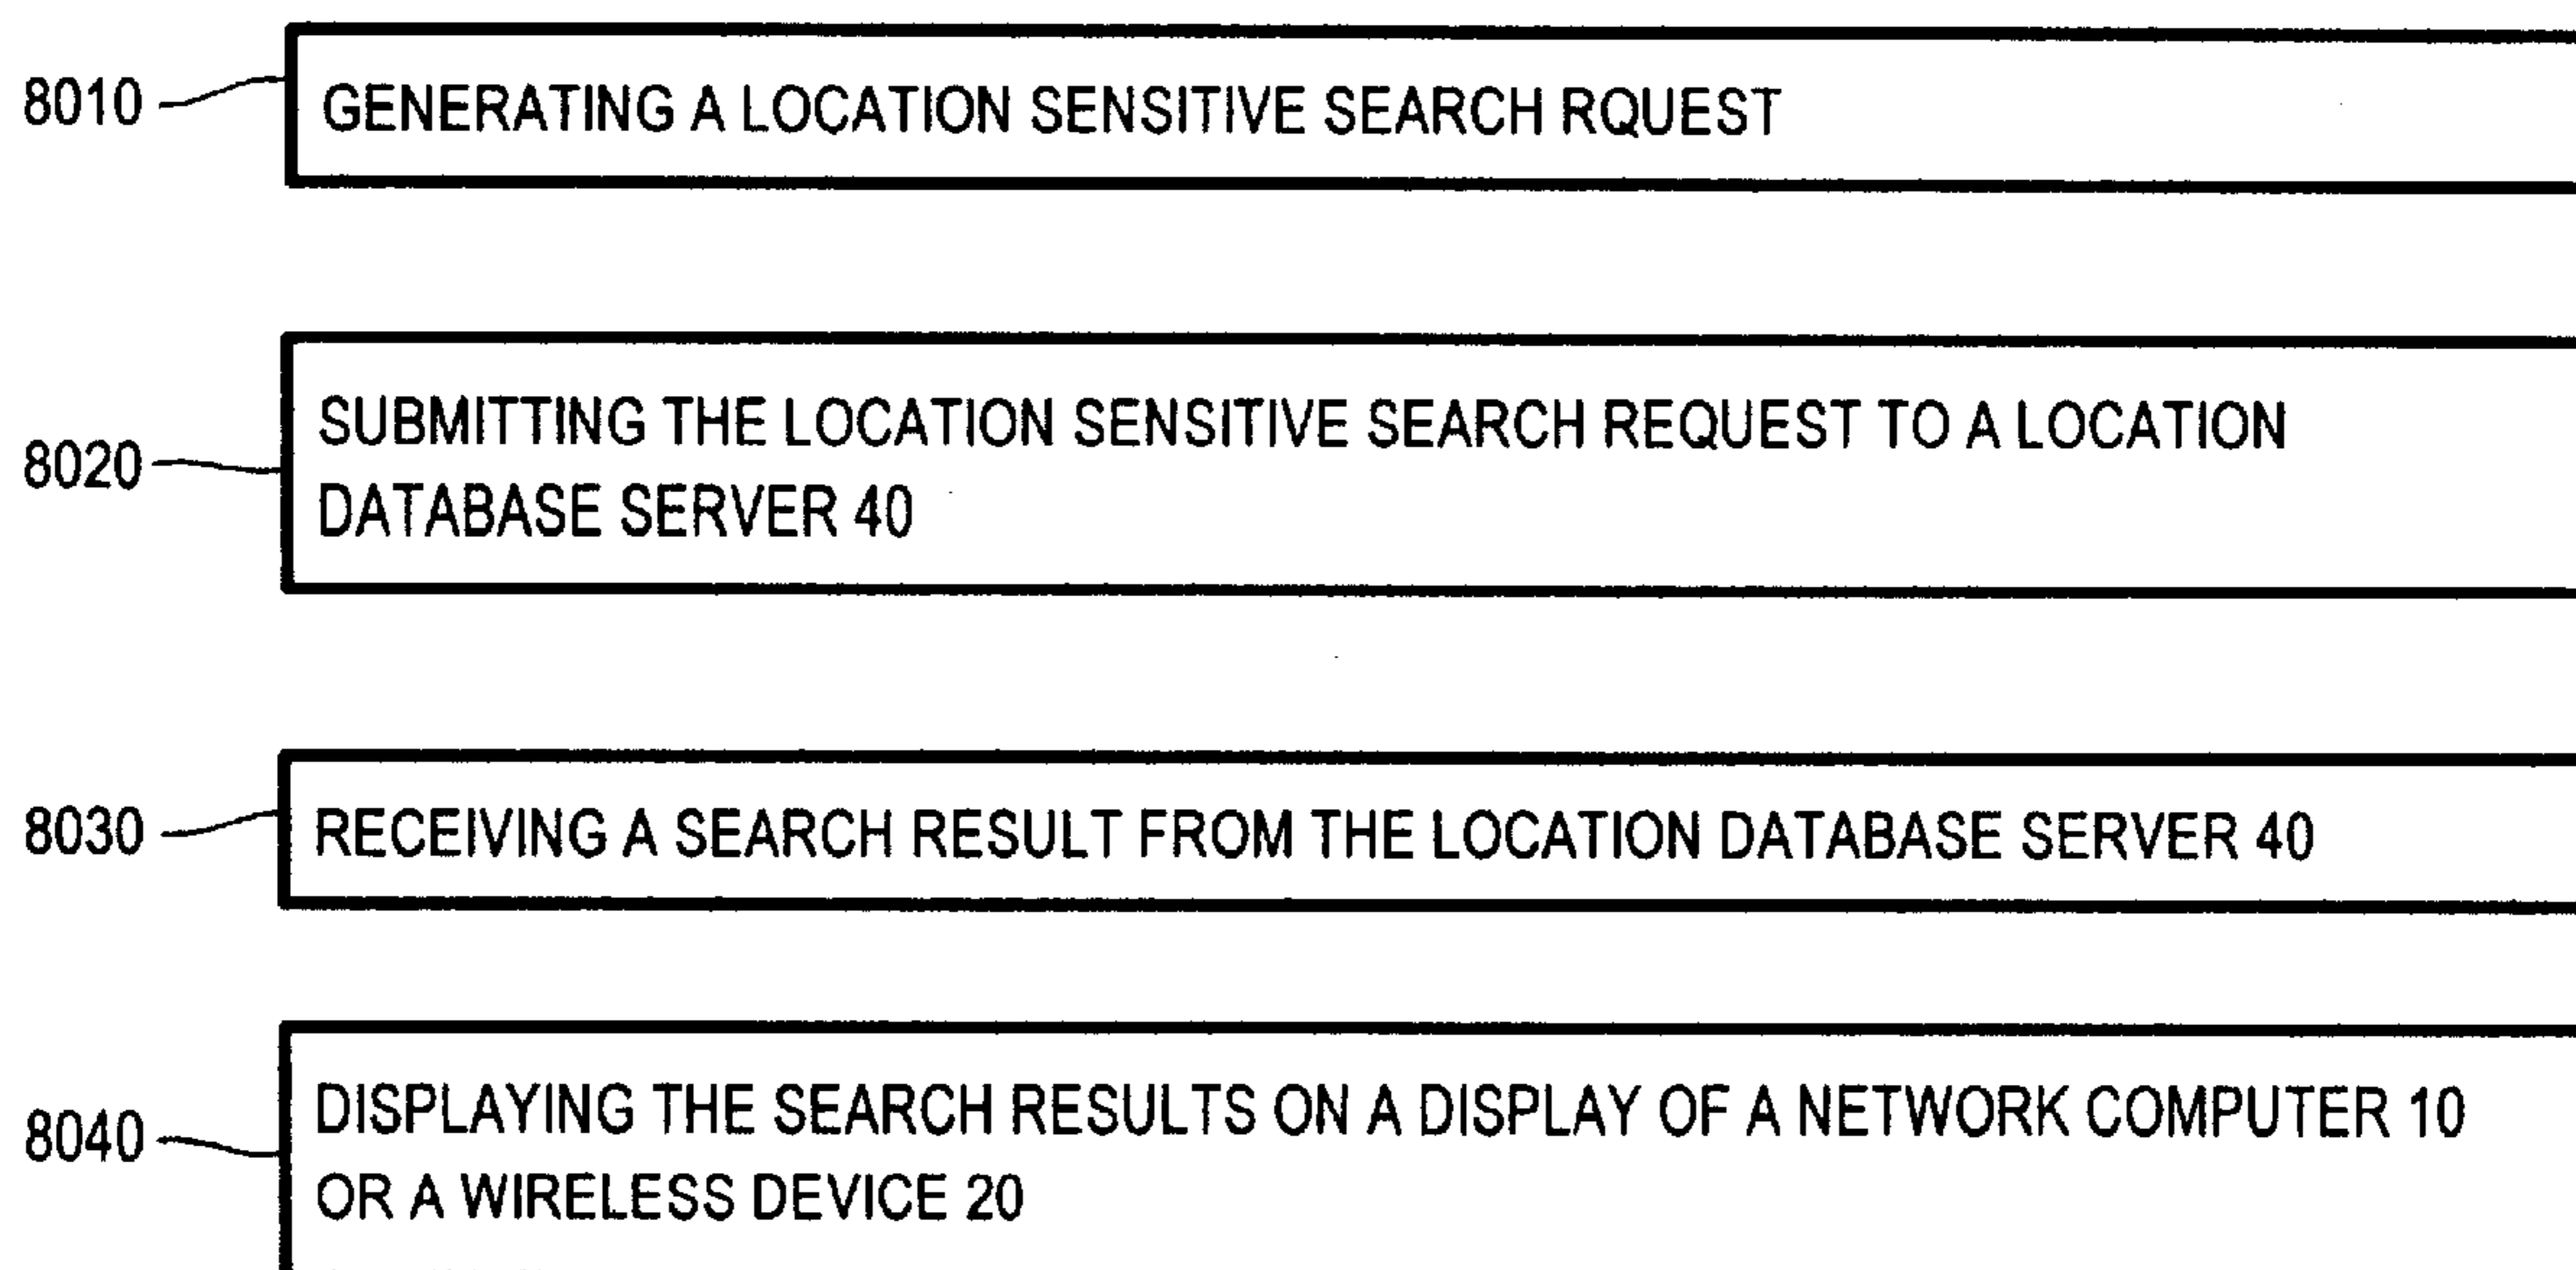 8010
GENERATING A LOCATION SENSITIVE SEARCH RQUEST
8020
SUBMITTING THE LOCATION SENSITIVE SEARCH REQUEST TO A LOCATION
DATABASE SERVER 40
8030
RECEIVING A SEARCH RESULT FROM THE LOCATION DATABASE SERVER 40
8040
DISPLAYING THE SEARCH RESULTS ON A DISPLAY OF A NETWORK COMPUTER 10
OR A WIRELESS DEVICE 20